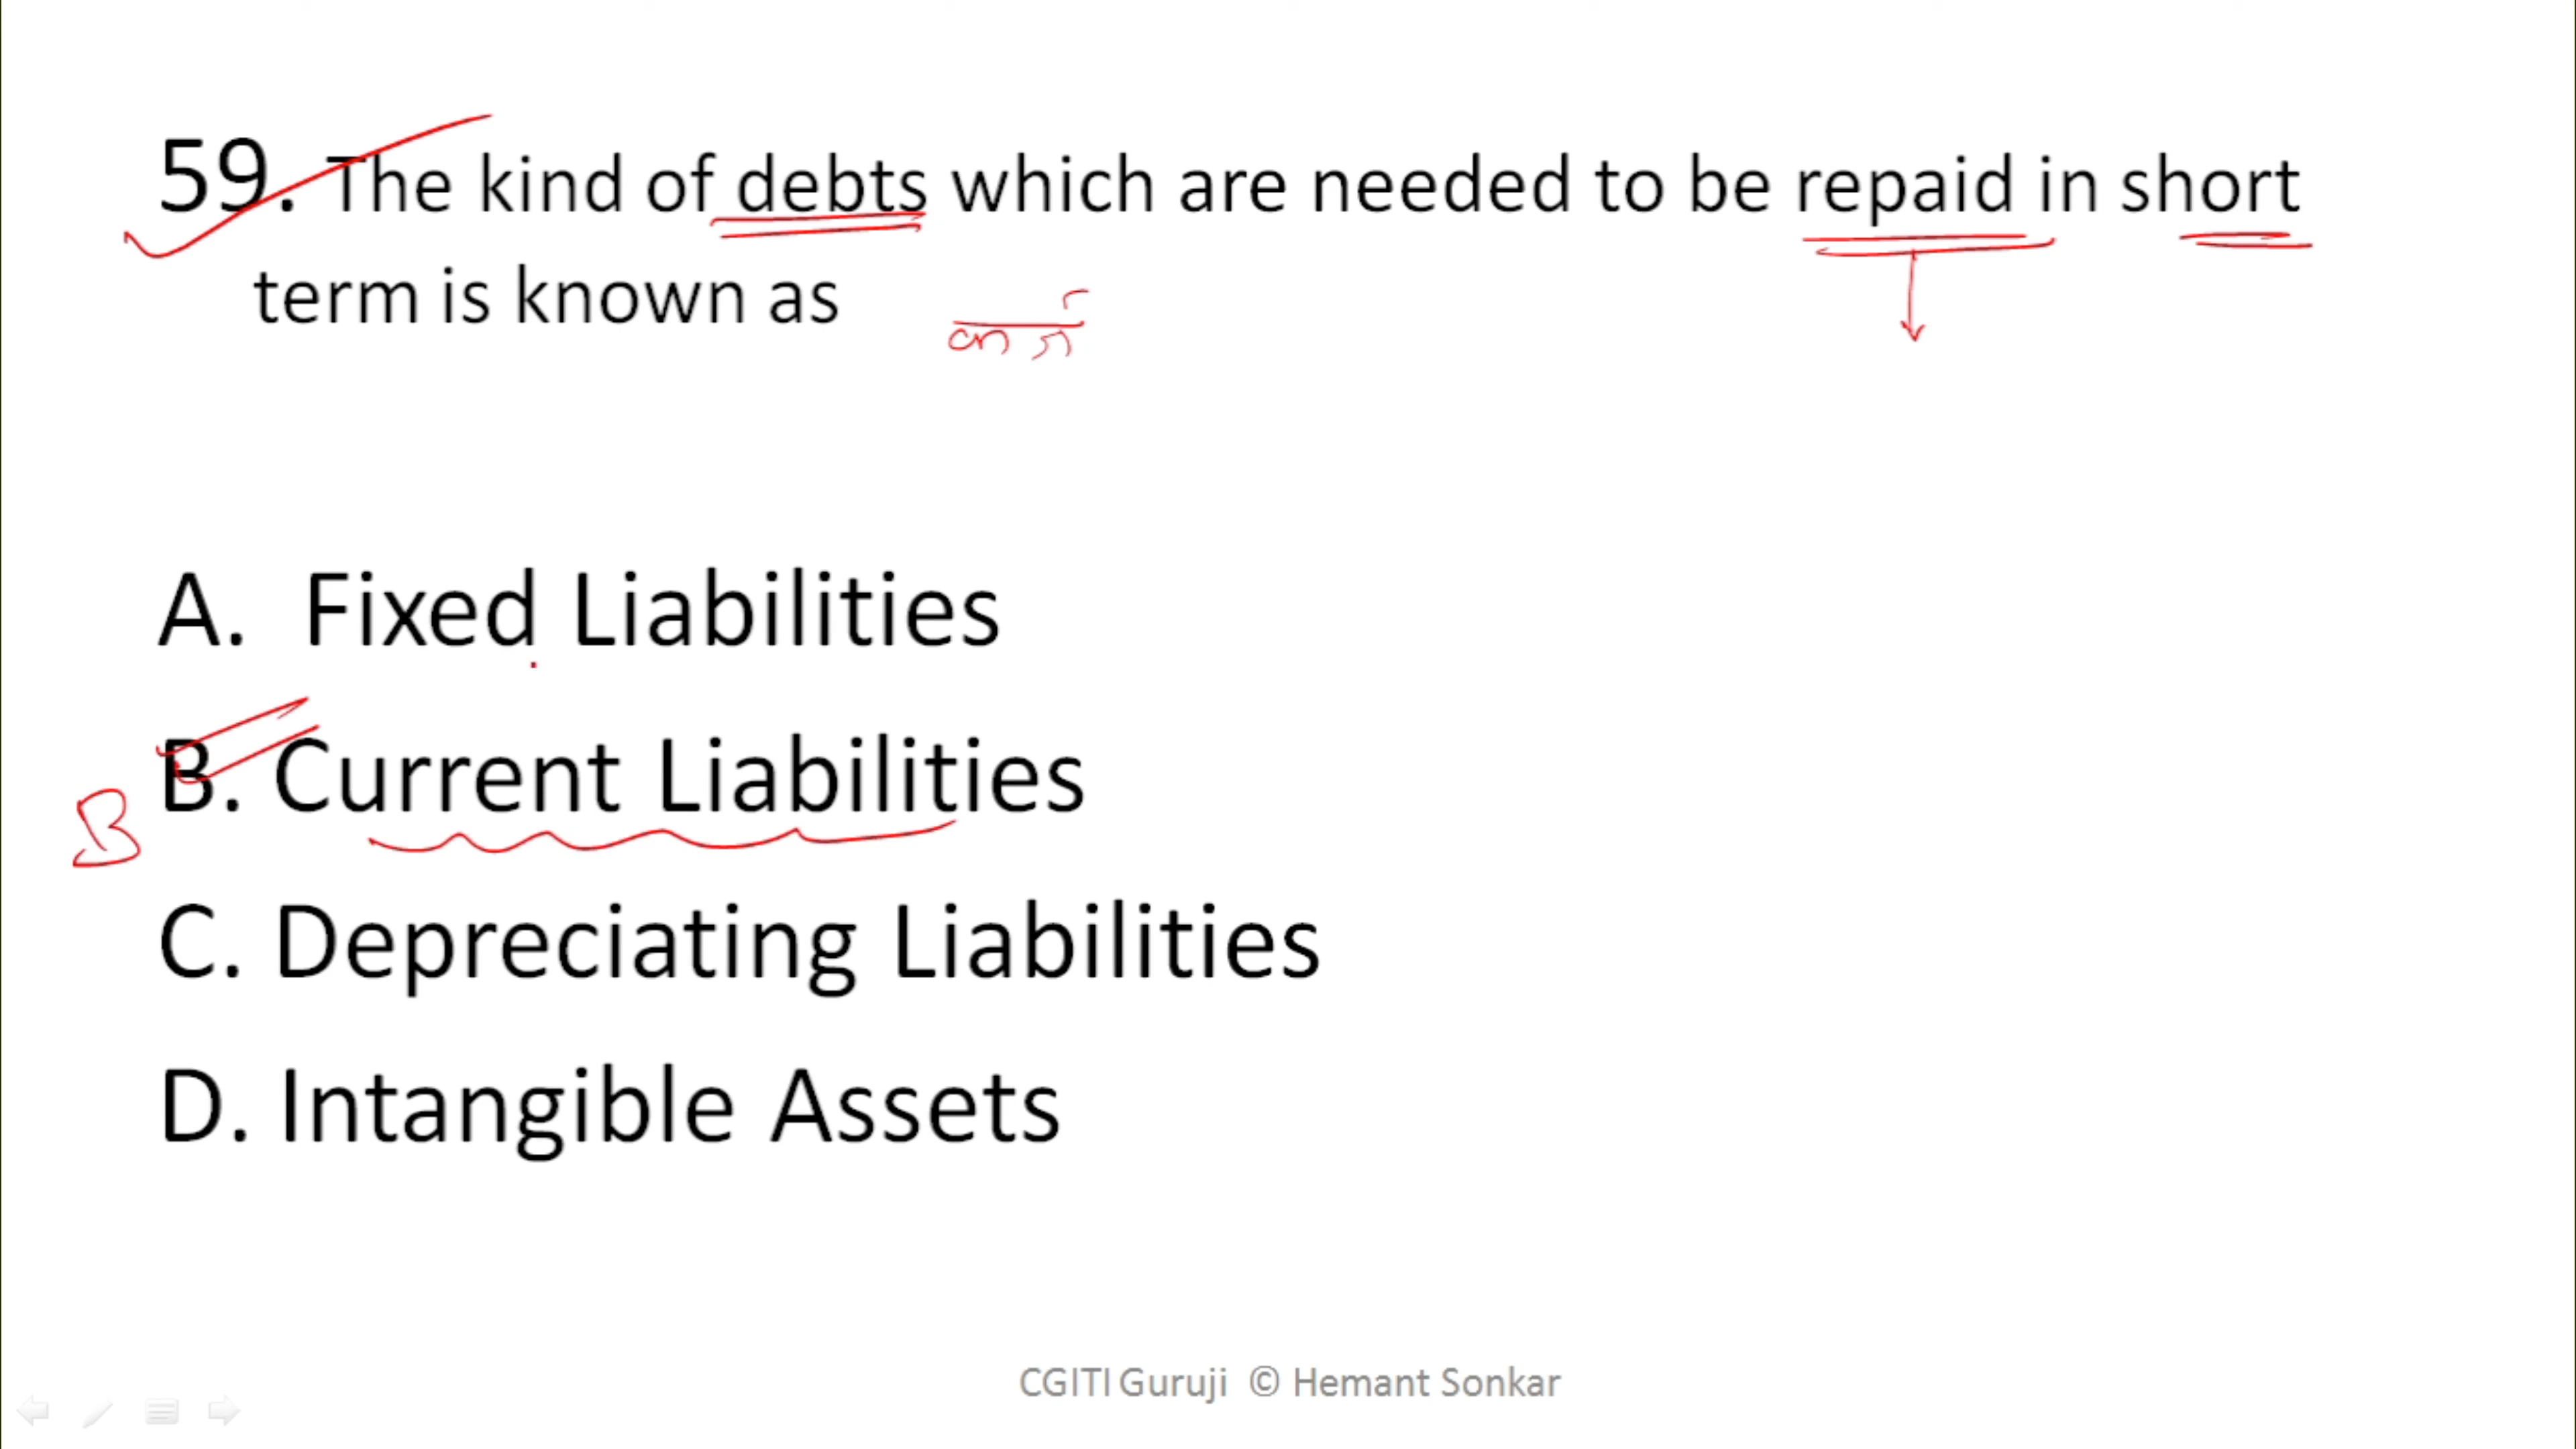 59. The kind of debts which are needed to be repaid in short
term is known as
A. Fixed Liabilities
B. Current Liabilities
B
C. Depreciating Liabilities
D. Intangible Assets
CGITI Guruji © Hemant Sonkar